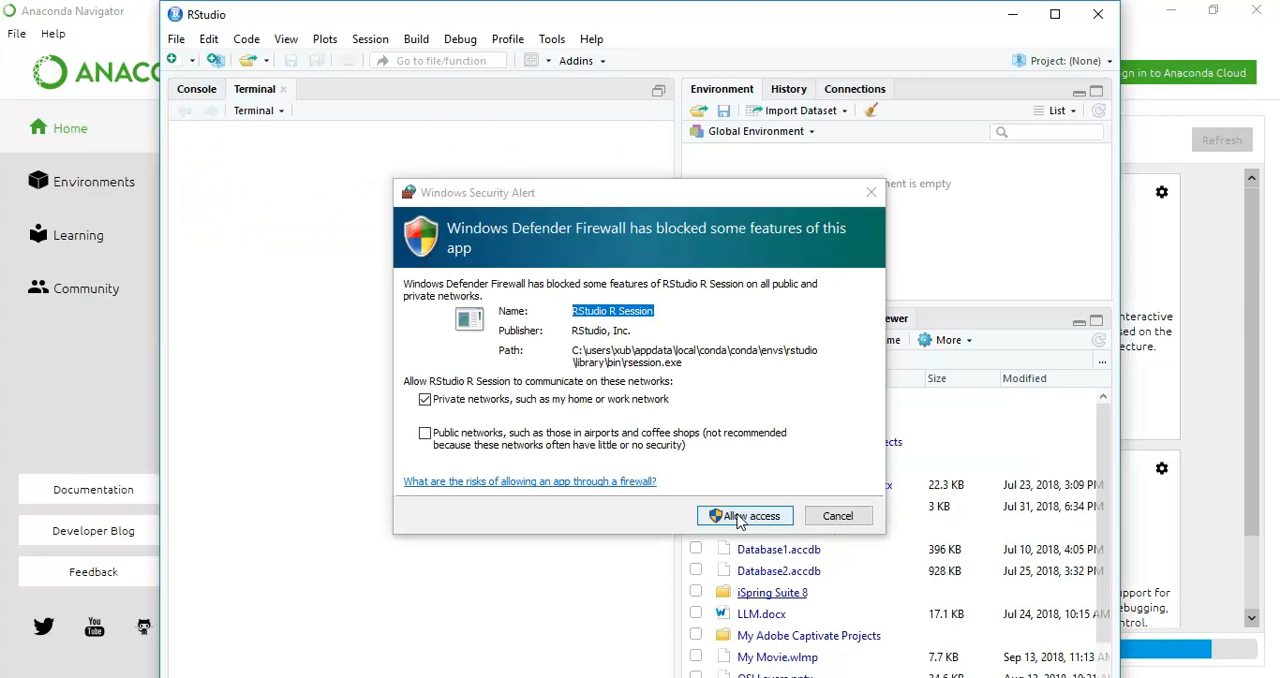 Anaconda Navigator
File Help
ANACO
Home
Environments
Learning
Community
Documentation
Developer Blog
Feedback
You
Tube
RStudio
File Edit Code View Plots Session Build Debug Profile Tools Help
Go to file/function Addins Project: (None)
Console Terminal
Terminal
Environment History Connections
Import Dataset List
Global Environment
ment is empty
Windows Security Alert
Windows Defender Firewall has blocked some features of this
app
Windows Defender Firewall has blocked some features of RStudio R Session on all public and
private networks.
Name: RStudio R Session
Publisher: RStudio, Inc.
Path: C:\users\xub\appdata\local\conda\conda\envs\rstudio
\library\bin\rsession.exe
Allow RStudio R Session to communicate on these networks:
Private networks, such as my home or work network
Public networks, such as those in airports and coffee shops (not recommended
because these networks often have little or no security)
What are the risks of allowing an app through a firewall?
Allow access Cancel
ewer
me More
...
Size Modified
ects
x 22.3 KB Jul 23, 2018, 3:09 PM
3 KB Jul 31, 2018, 6:34 PM
Database1.accdb 396 KB Jul 10, 2018, 4:05 PM
Database2.accdb 928 KB Jul 25, 2018, 3:32 PM
iSpring Suite 8
LLM.docx 17.1 KB Jul 24, 2018, 10:15 AM
My Adobe Captivate Projects
My Movie.wlmp 7.7 KB Sep 13, 2018, 11:13 A
gn in to Anaconda Cloud
Refresh
nteractive
ed on the
ecture.
pport for
ebugging,
ntrol.